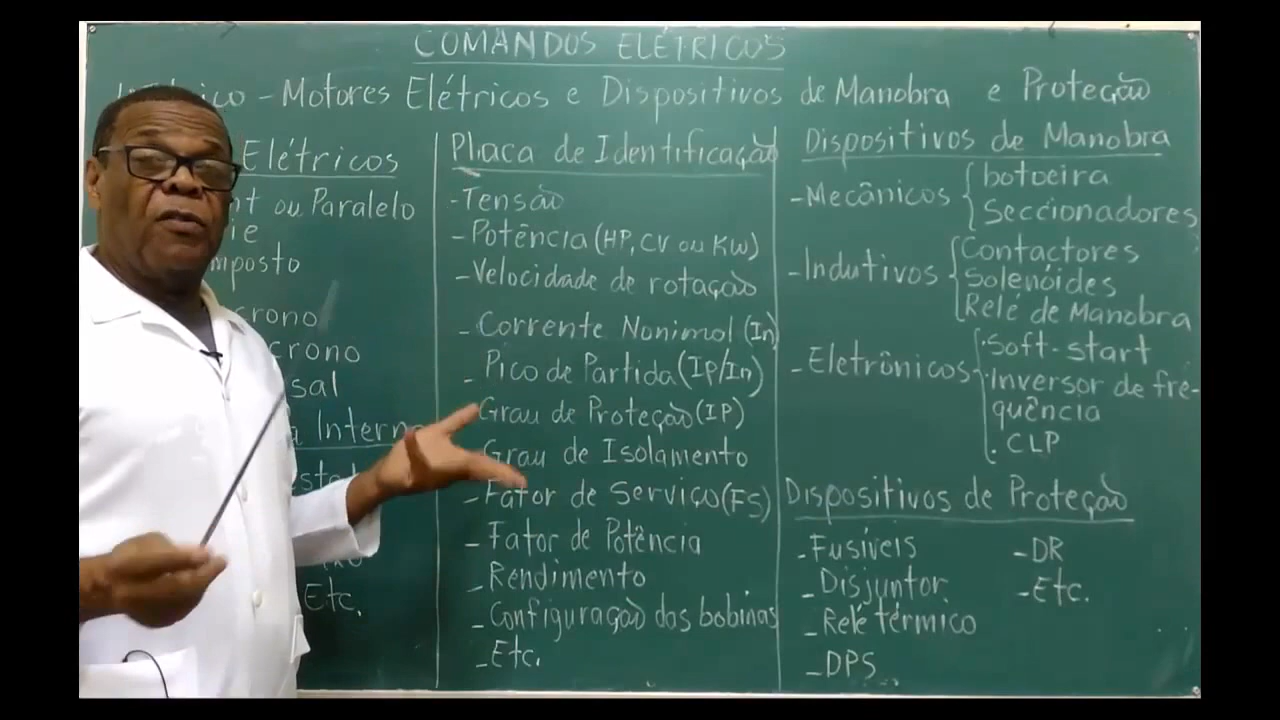 COMANDOS ELÉTRICOS
- Motores Elétricos e Dispositivos de Manobra e Proteção
Elétricos
ou Paralelo
Interna
Etc.
Placa de Identificação
- Tensão
- Potência (HP, CV ou KW)
- Velocidade de rotação
- Corrente Nonimal (In)
- Pico de Partida (Ip/In)
- Grau de Proteção (IP)
- Grau de Isolamento
- Fator de Serviço (FS)
- Fator de Potência
- Rendimento
- Configuração das bobinas
- Etc.
Dispositivos de Manobra
- Mecânicos { botoeira
Seccionadores
- Indutivos { Contactores
Solenóides
Relé de Manobra
- Eletrônicos { . Soft-start
. Inversor de fre-
quência
. CLP
Dispositivos de Proteção
- Fusíveis - DR
- Disjuntor - Etc.
- Relé térmico
- DPS